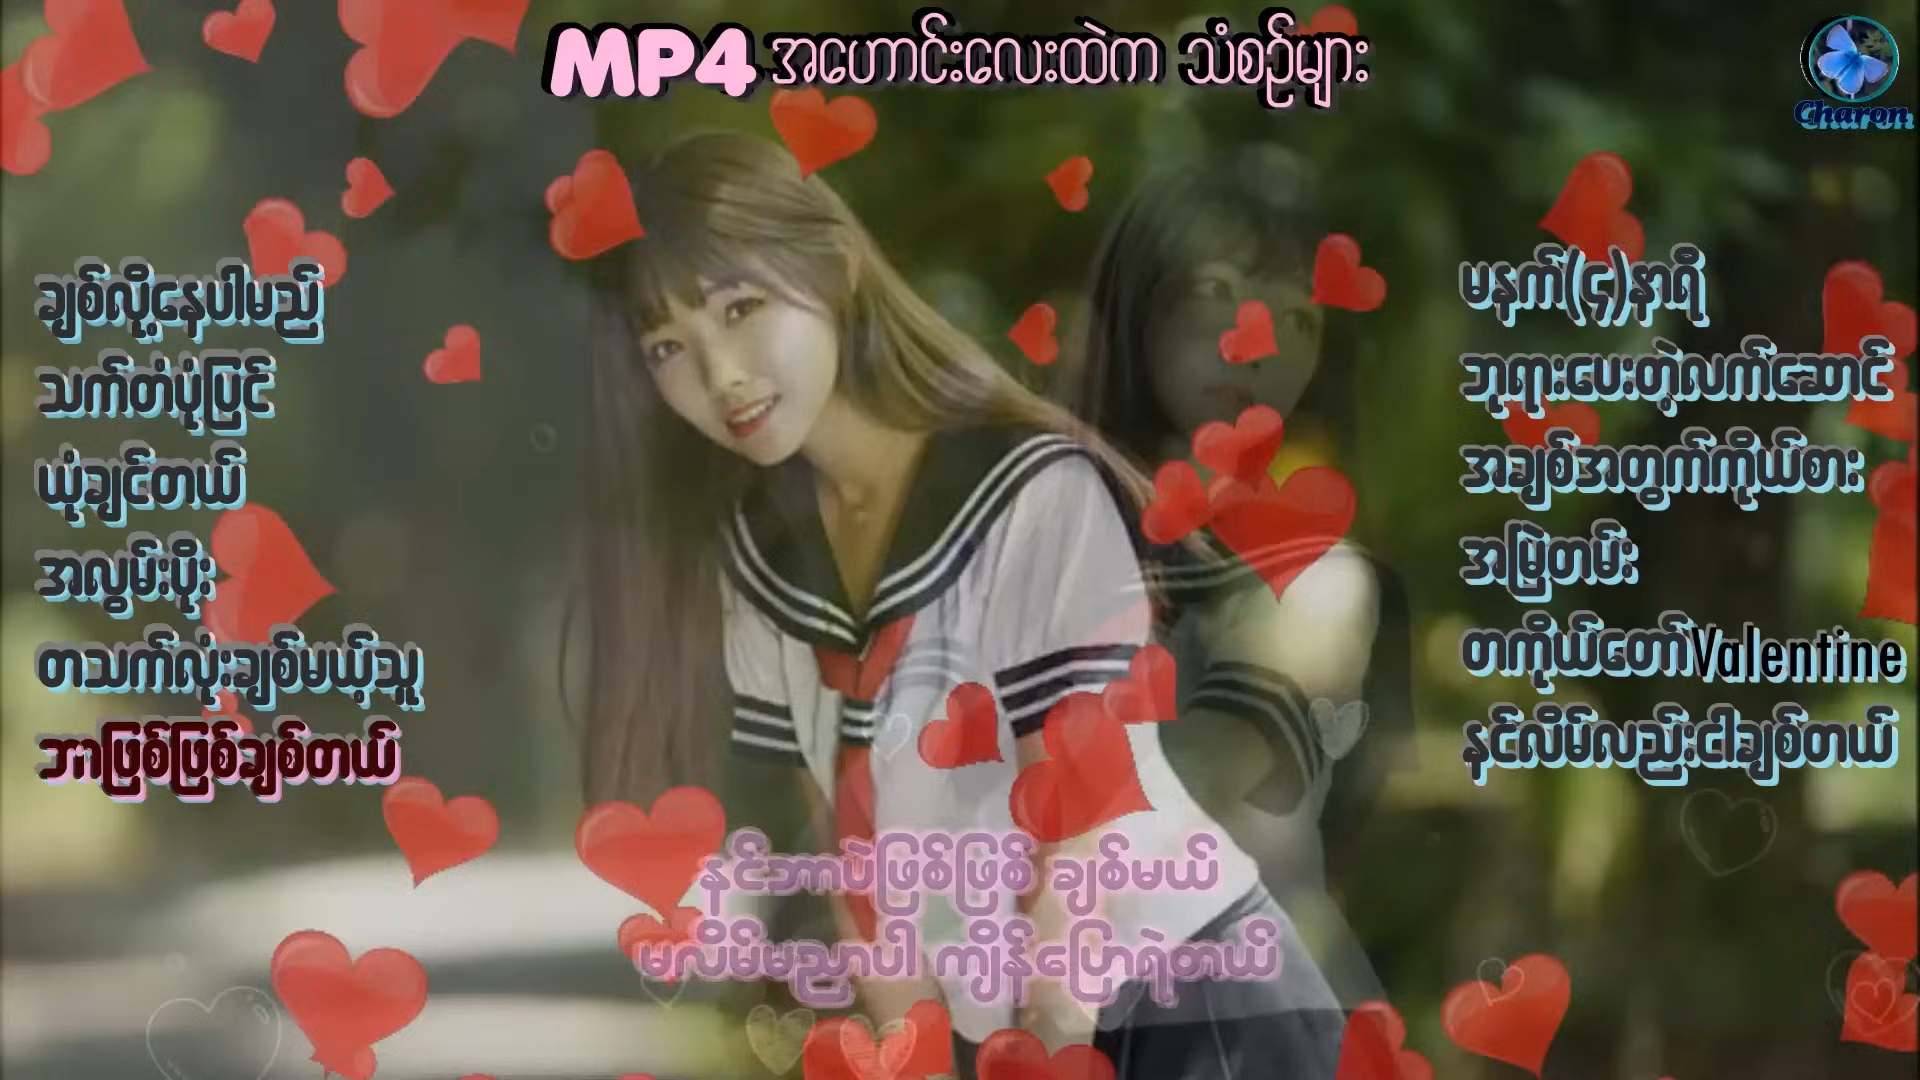 MP4 အဟောင်းလေးထဲက သံစဉ်များ
Charon
ချစ်လို့နေပါမည်
သက်တံပုံပြင်
ယုံချင်တယ်
အလွမ်းပိုး
တသက်လုံးချစ်မယ့်သူ
ဘာဖြစ်ဖြစ်ချစ်တယ်
မနက်(၄)နာရီ
ဘုရားပေးတဲ့လက်ဆောင်
အချစ်အတွက်ကိုယ်စား
အမြဲတမ်း
တကိုယ်တော်Valentine
နင်လိမ်လည်းငါချစ်တယ်
နင်ဘာပဲဖြစ်ဖြစ် ချစ်မယ်
မလိမ်မညာပါ ကျိန်ပြောရဲတယ်